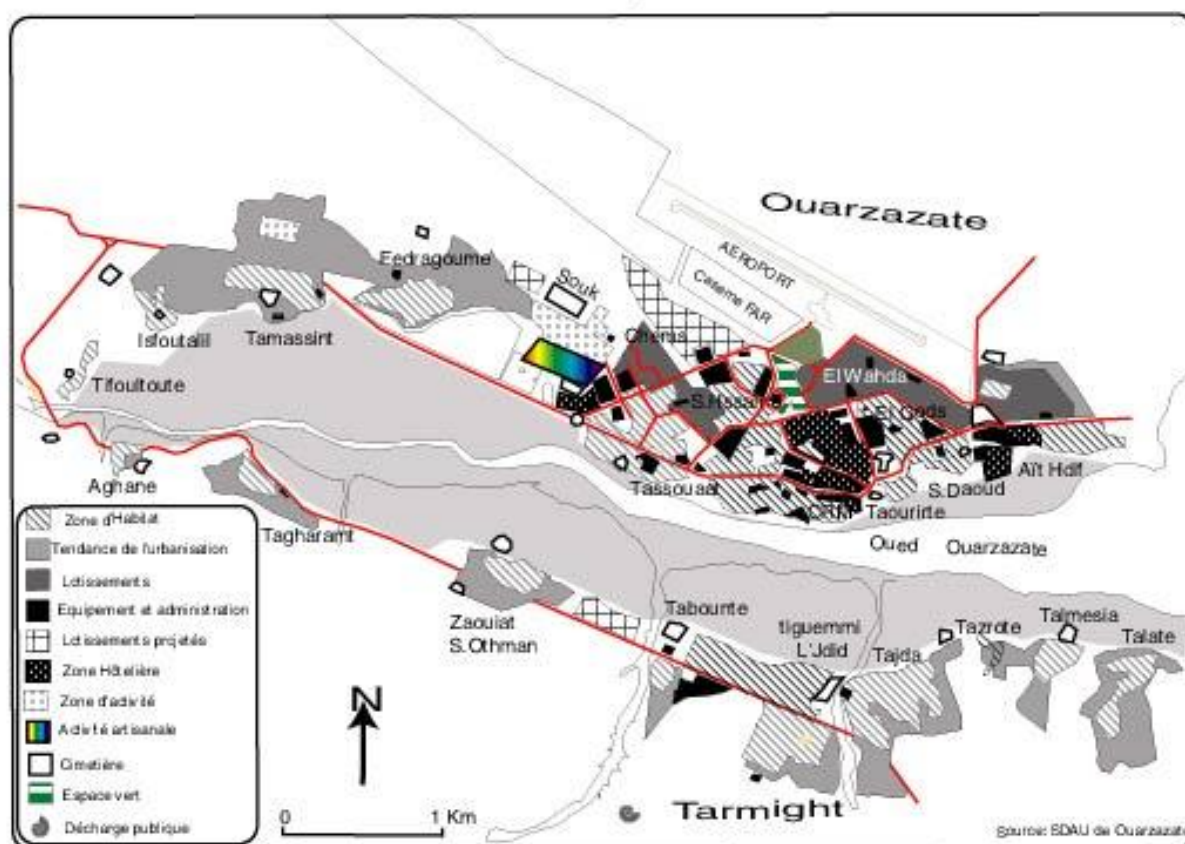 Ouarzazate
AEROPORT
Caserne FAR
Eedragoume
Souk
Chems
Isfoutalil
Tamassint
El Wahda
Tifoultoute
El Qods
Aghane
Tassouaat
S.Daoud
Aït Hdif
Taourirte
Tagharamt
Oued Ouarzazate
Zaouiat
S.Othman
Tabounte
tiguemmi
L'Jdid
Tajda
Tazrote
Talmesia
Talate
Zone d'Habitat
Tendance de l'urbanisation
Lotissements
Equipement et administration
Lotissements projetés
Zone Hôtelière
Zone d'activité
Activité artisanale
Cimetière
Espace vert
Décharge publique
N
0 1 Km
Tarmight
Source: SDAU de Ouarzazate